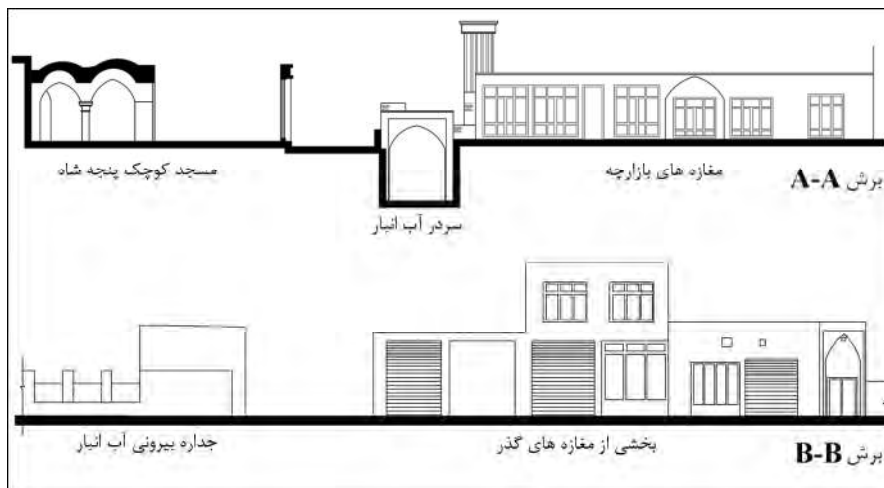 مسجد کوچک پنجه شاه
مغازه های بازارچه
برش A-A
سردر آب انبار
جداره بیرونی آب انبار
بخشی از مغازه های گذر
برش B-B